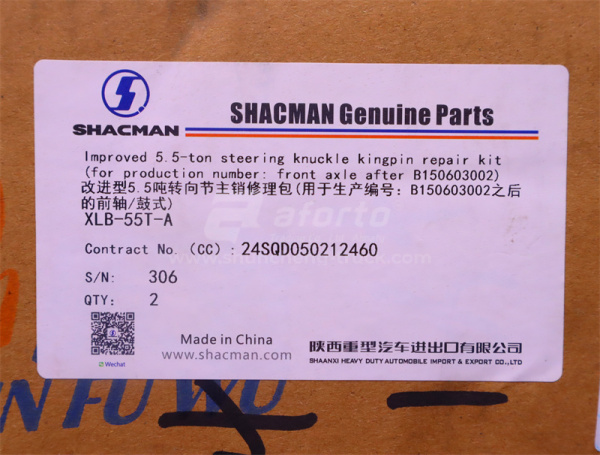 SHACMAN
SHACMAN Genuine Parts
Improved 5.5-ton steering knuckle kingpin repair kit
(for production number: front axle after B150603002)
改进型5.5吨转向节主销修理包(用于生产编号：B150603002之后
的前轴/鼓式)
XLB-55T-A
aforto
Contract No. (CC) : 24SQD050212460
S/N: 306
QTY: 2
Wechat
Made in China
www.shacman.com
陕西重型汽车进出口有限公司
SHAANXI HEAVY DUTY AUTOMOBILE IMPORT & EXPORT CO.,LTD
N FU WU